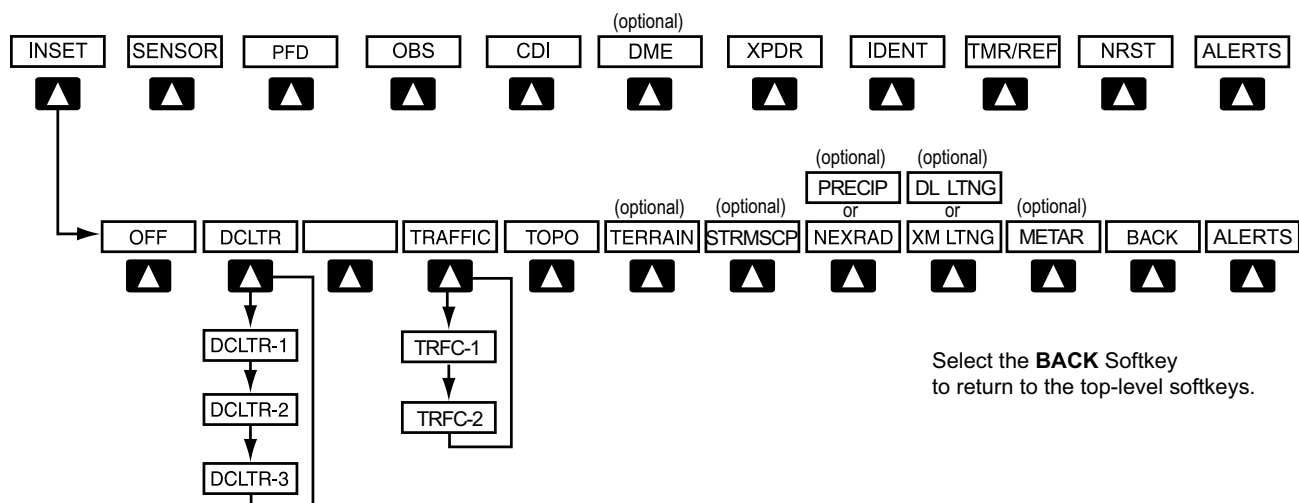 (optional)
INSET SENSOR PFD OBS CDI DME XPDR IDENT TMR/REF NRST ALERTS
(optional) (optional)
PRECIP DL LTNG
(optional) (optional) or or (optional)
OFF DCLTR TRAFFIC TOPO TERRAIN STRMSCP NEXRAD XM LTNG METAR BACK ALERTS
DCLTR-1 TRFC-1
DCLTR-2 TRFC-2
DCLTR-3
Select the BACK Softkey
to return to the top-level softkeys.